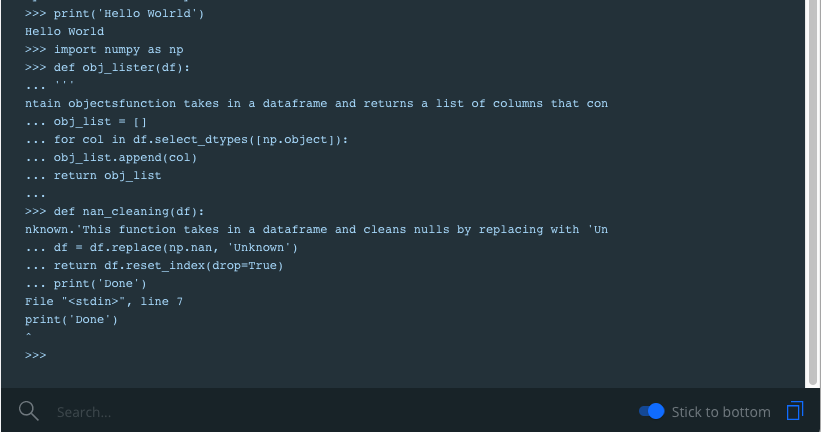 >>> print('Hello Wolrld')
Hello World
>>> import numpy as np
>>> def obj_lister(df):
... '''
ntain objectsfunction takes in a dataframe and returns a list of columns that con
... obj_list = []
... for col in df.select_dtypes([np.object]):
... obj_list.append(col)
... return obj_list
...
>>> def nan_cleaning(df):
nknown.'This function takes in a dataframe and cleans nulls by replacing with 'Un
... df = df.replace(np.nan, 'Unknown')
... return df.reset_index(drop=True)
... print('Done')
File "<stdin>", line 7
print('Done')
^
>>>
Search...
Stick to bottom